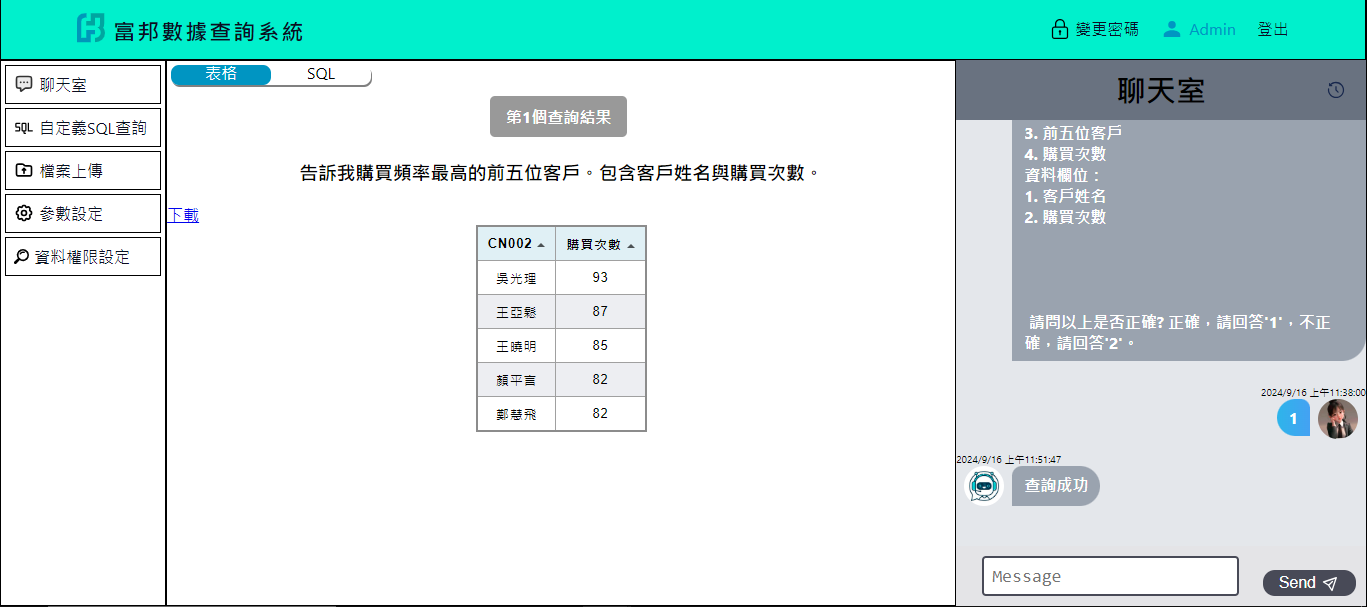 富邦數據查詢系統
變更密碼
Admin
登出
聊天室
SQL 自定義SQL查詢
檔案上傳
參數設定
資料權限設定
表格
SQL
第1個查詢結果
告訴我購買頻率最高的前五位客戶。包含客戶姓名與購買次數。
下載
CN002 購買次數
吳光理 93
王亞鬆 87
王曉明 85
顏平言 82
鄭慧飛 82
聊天室
3. 前五位客戶
4. 購買次數
資料欄位：
1. 客戶姓名
2. 購買次數
請問以上是否正確? 正確，請回答'1'，不正
確，請回答'2'。
2024/9/16 上午11:38:00
1
2024/9/16 上午11:51:47
查詢成功
Message
Send